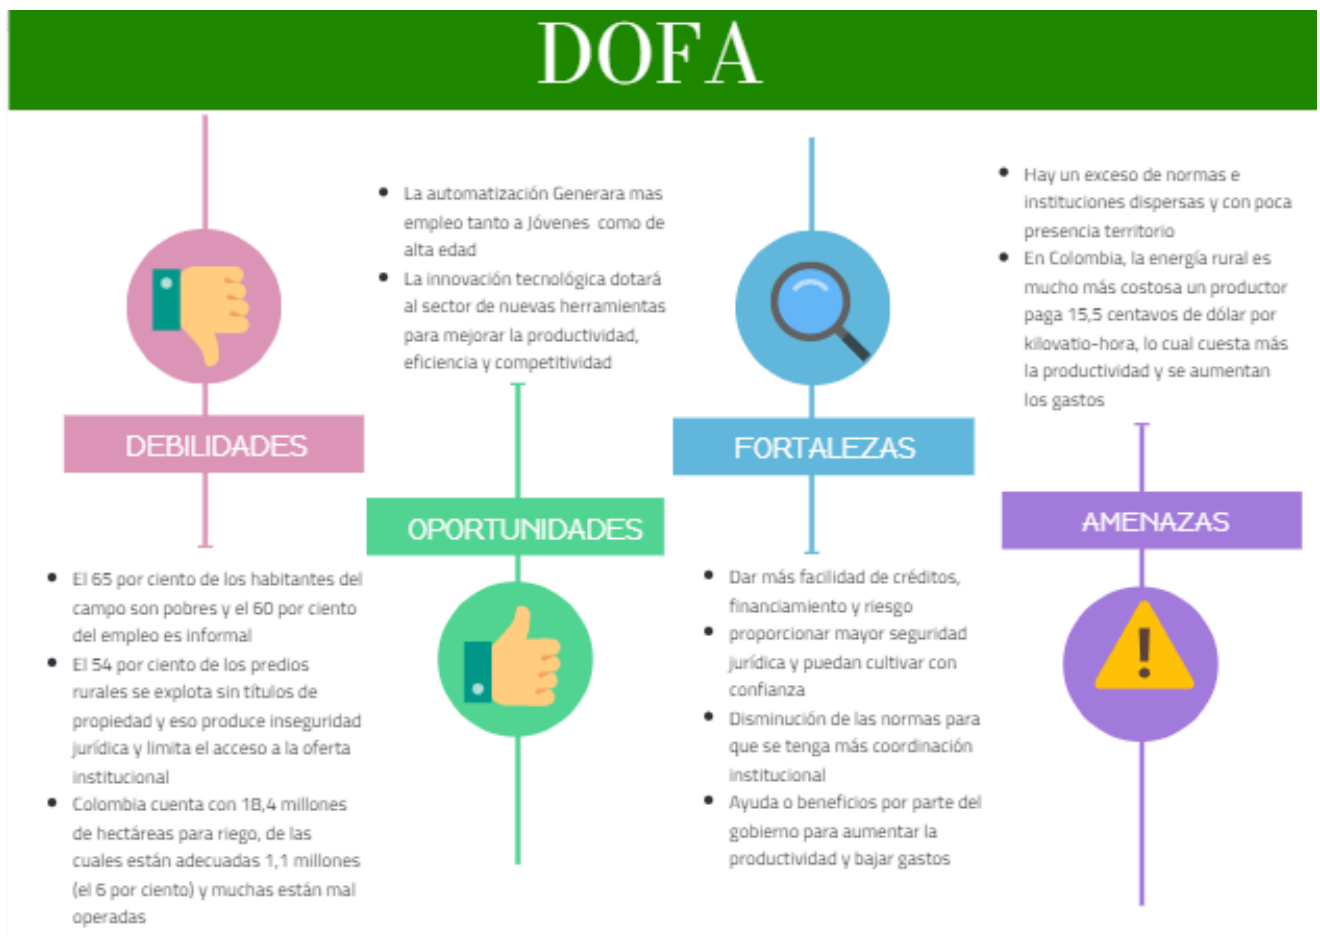 DOFA
DEBILIDADES
El 65 por ciento de los habitantes del
campo son pobres y el 60 por ciento
del empleo es informal
El 54 por ciento de los predios
rurales se explota sin títulos de
propiedad y eso produce inseguridad
jurídica y limita el acceso a la oferta
institucional
Colombia cuenta con 18,4 millones
de hectáreas para riego, de las
cuales están adecuadas 1,1 millones
(el 6 por ciento) y muchas están mal
operadas
La automatización Generara mas
empleo tanto a Jóvenes como de
alta edad
La innovación tecnológica dotará
al sector de nuevas herramientas
para mejorar la productividad,
eficiencia y competitividad
OPORTUNIDADES
FORTALEZAS
Dar más facilidad de créditos,
financiamiento y riesgo
proporcionar mayor seguridad
jurídica y puedan cultivar con
confianza
Disminución de las normas para
que se tenga más coordinación
institucional
Ayuda o beneficios por parte del
gobierno para aumentar la
productividad y bajar gastos
Hay un exceso de normas e
instituciones dispersas y con poca
presencia territorio
En Colombia, la energía rural es
mucho más costosa un productor
paga 15,5 centavos de dólar por
kilovatio-hora, lo cual cuesta más
la productividad y se aumentan
los gastos
AMENAZAS